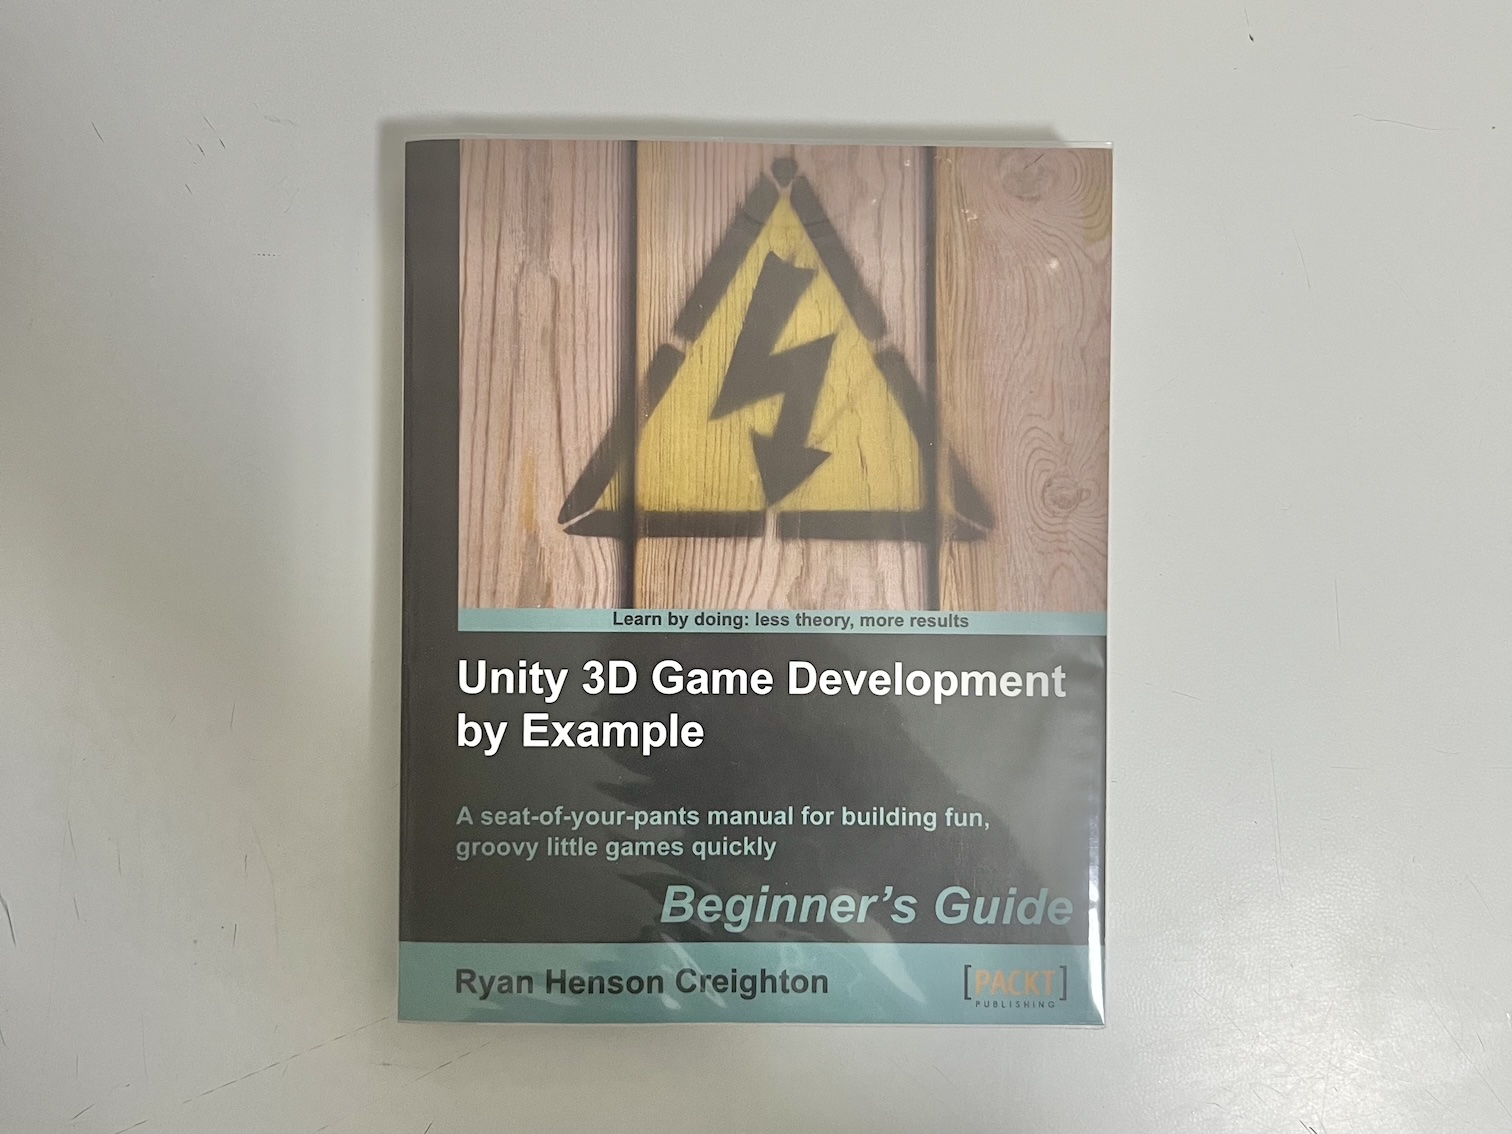 Learn by doing: less theory, more results
Unity 3D Game Development
by Example
A seat-of-your-pants manual for building fun,
groovy little games quickly
Beginner's Guide
Ryan Henson Creighton
[PACKT]
PUBLISHING